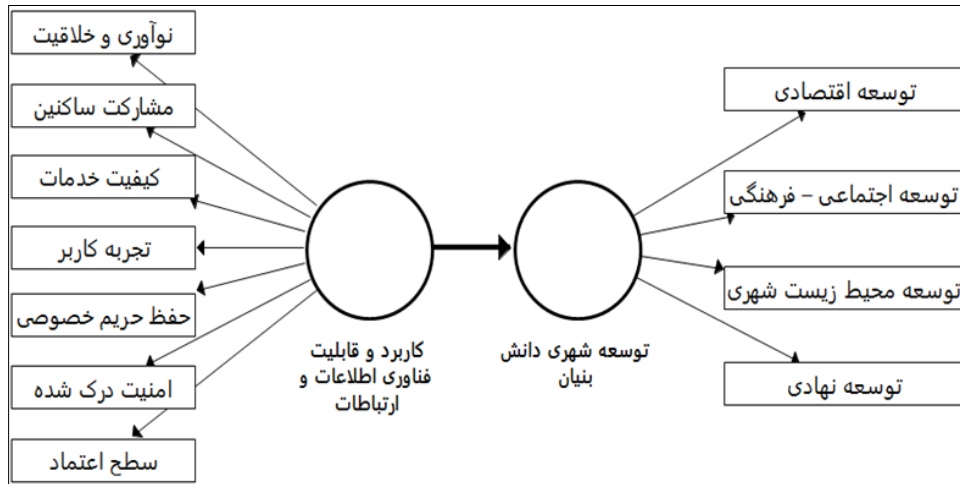 نوآوری و خلاقیت
مشارکت ساکنین
کیفیت خدمات
تجربه کاربر
حفظ حریم خصوصی
امنیت درک شده
سطح اعتماد
کاربرد و قابلیت
فناوری اطلاعات و
ارتباطات
توسعه شهری دانش
بنیان
توسعه اقتصادی
توسعه اجتماعی – فرهنگی
توسعه محیط زیست شهری
توسعه نهادی